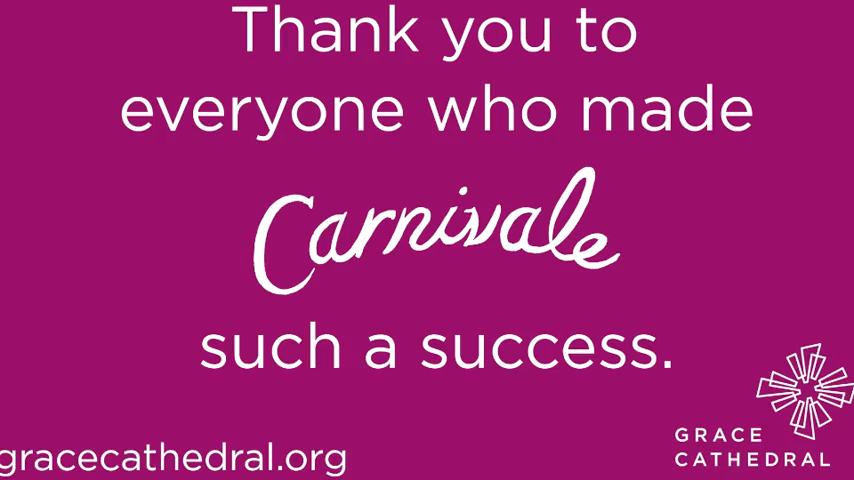 Thank you to
everyone who made
Carnivale
such a success.
GRACE
CATHEDRAL
gracecathedral.org